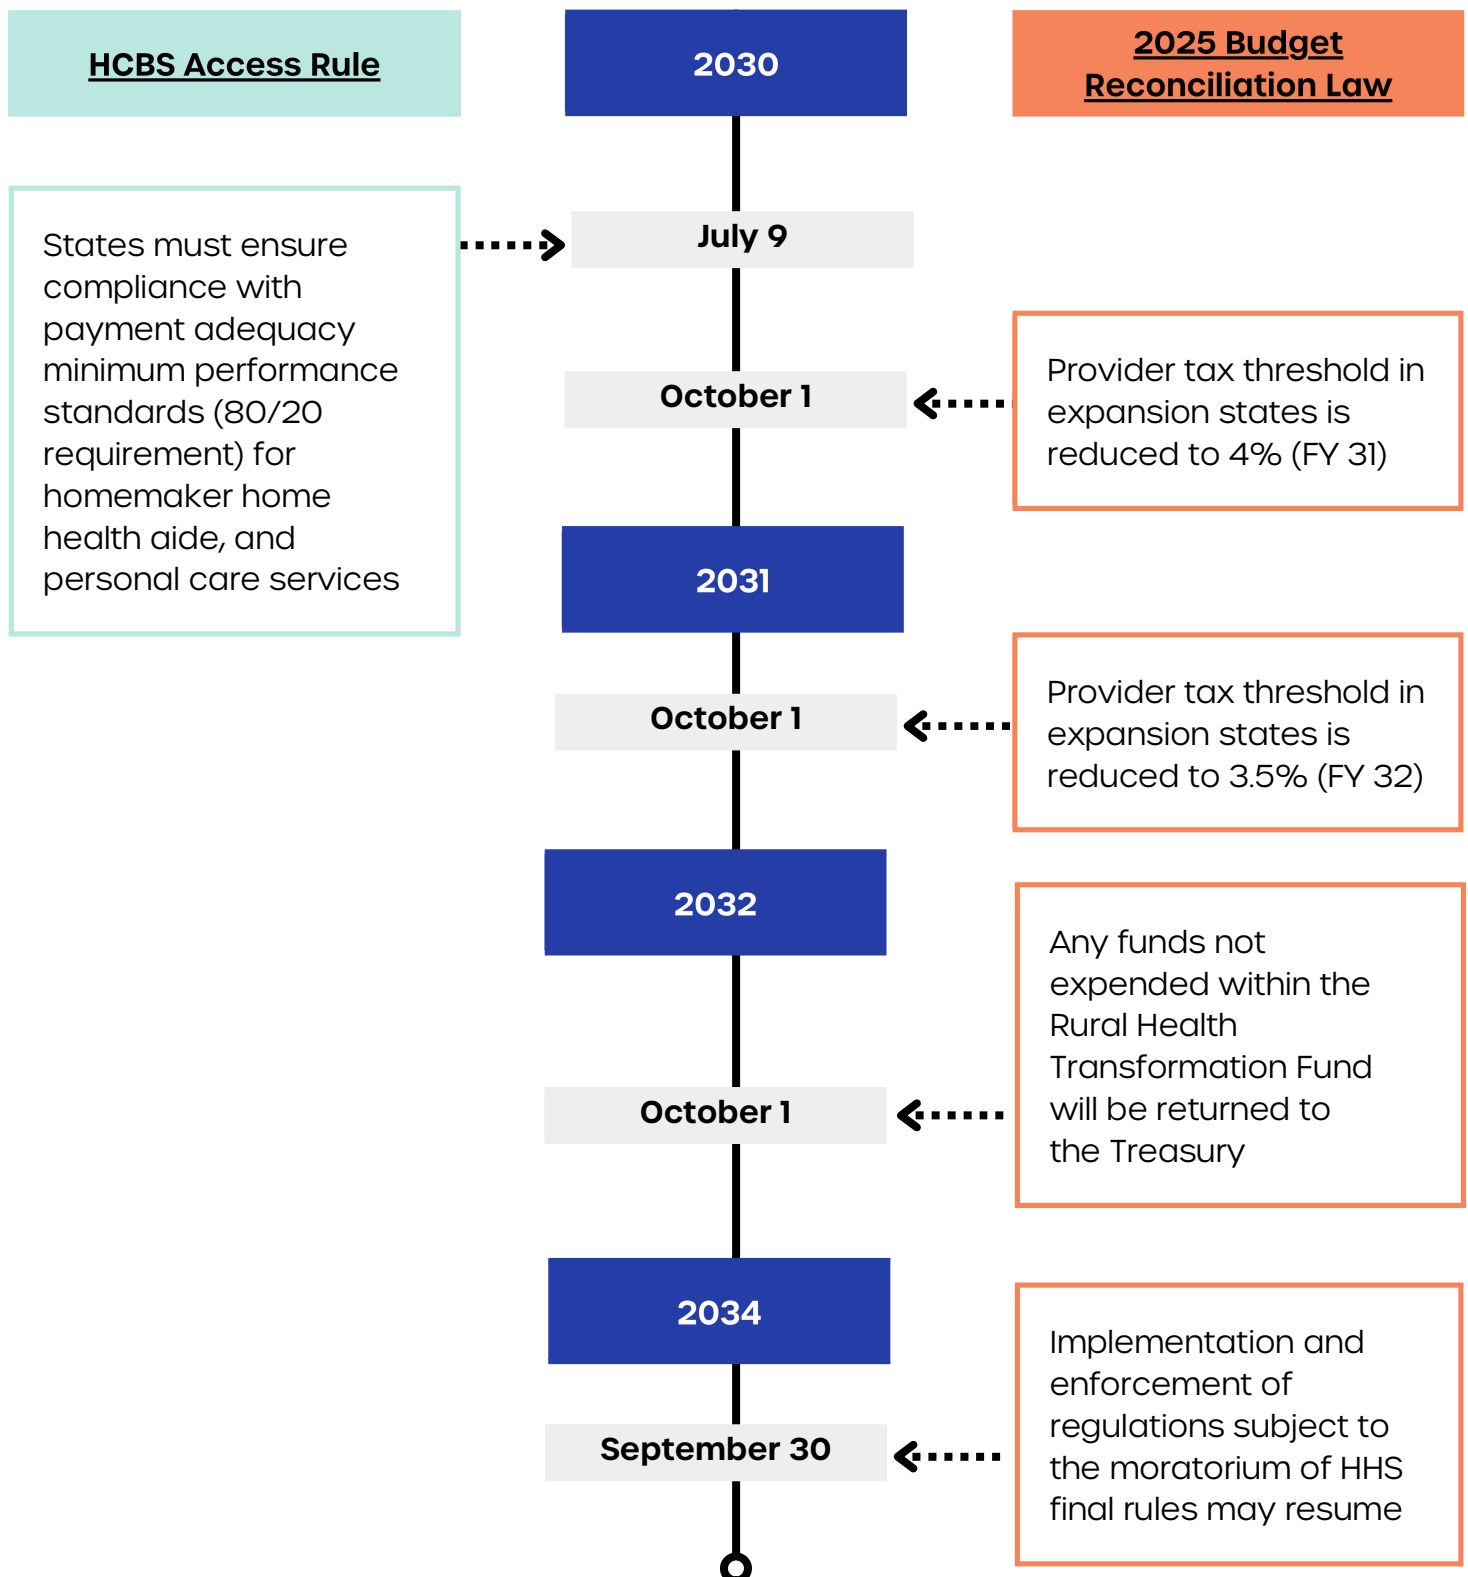 HCBS Access Rule
2030
2025 Budget
Reconciliation Law
States must ensure
compliance with
payment adequacy
minimum performance
standards (80/20
requirement) for
homemaker home
health aide, and
personal care services
July 9
October 1
Provider tax threshold in
expansion states is
reduced to 4% (FY 31)
2031
October 1
Provider tax threshold in
expansion states is
reduced to 3.5% (FY 32)
2032
October 1
Any funds not
expended within the
Rural Health
Transformation Fund
will be returned to
the Treasury
2034
September 30
Implementation and
enforcement of
regulations subject to
the moratorium of HHS
final rules may resume